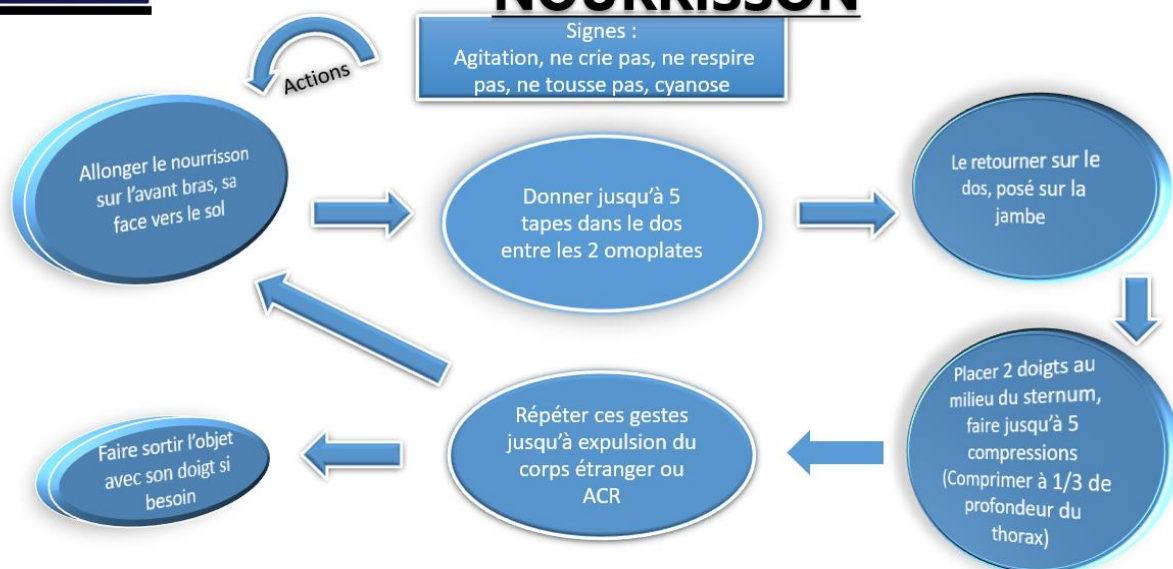 NOURRISSON
Signes :
Agitation, ne crie pas, ne respire
pas, ne tousse pas, cyanose
Actions
Allonger le nourrisson
sur l'avant bras, sa
face vers le sol
Donner jusqu'à 5
tapes dans le dos
entre les 2 omoplates
Le retourner sur le
dos, posé sur la
jambe
Placer 2 doigts au
milieu du sternum,
faire jusqu'à 5
compressions
(Comprimer à 1/3 de
profondeur du
thorax)
Répéter ces gestes
jusqu'à expulsion du
corps étranger ou
ACR
Faire sortir l'objet
avec son doigt si
besoin